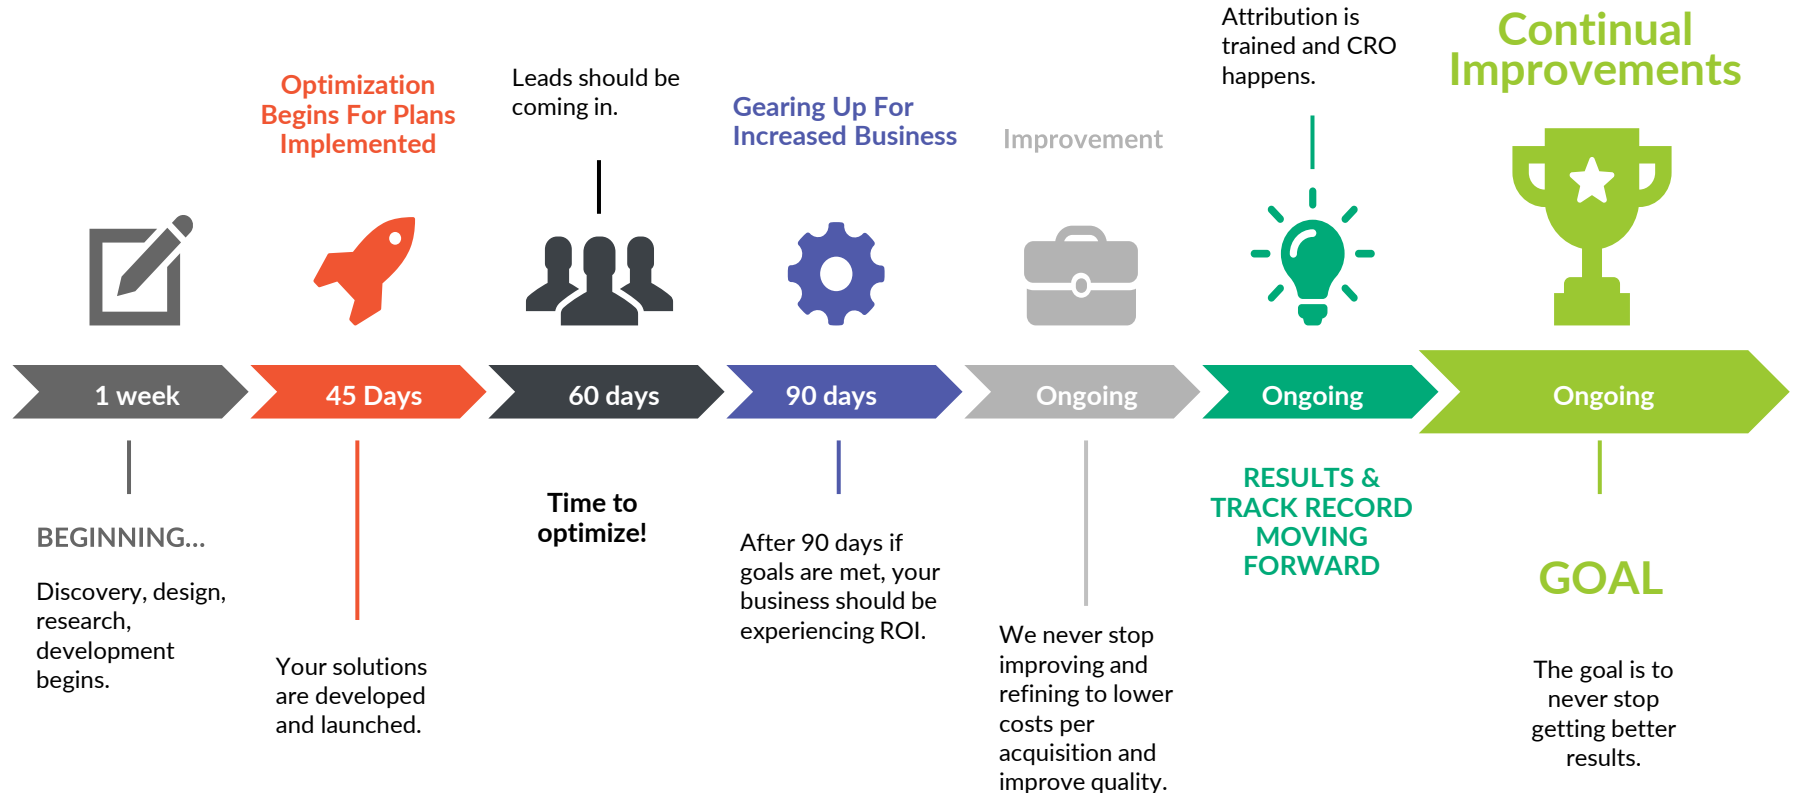 BEGINNING...
1 week
Discovery, design,
research,
development
begins.
Optimization
Begins For Plans
Implemented
45 Days
Your solutions
are developed
and launched.
Leads should be
coming in.
60 days
Time to
optimize!
Gearing Up For
Increased Business
90 days
After 90 days if
goals are met, your
business should be
experiencing ROI.
Improvement
Ongoing
We never stop
improving and
refining to lower
costs per
acquisition and
improve quality.
Attribution is
trained and CRO
happens.
Ongoing
RESULTS &
TRACK RECORD
MOVING
FORWARD
Continual
Improvements
Ongoing
GOAL
The goal is to
never stop
getting better
results.